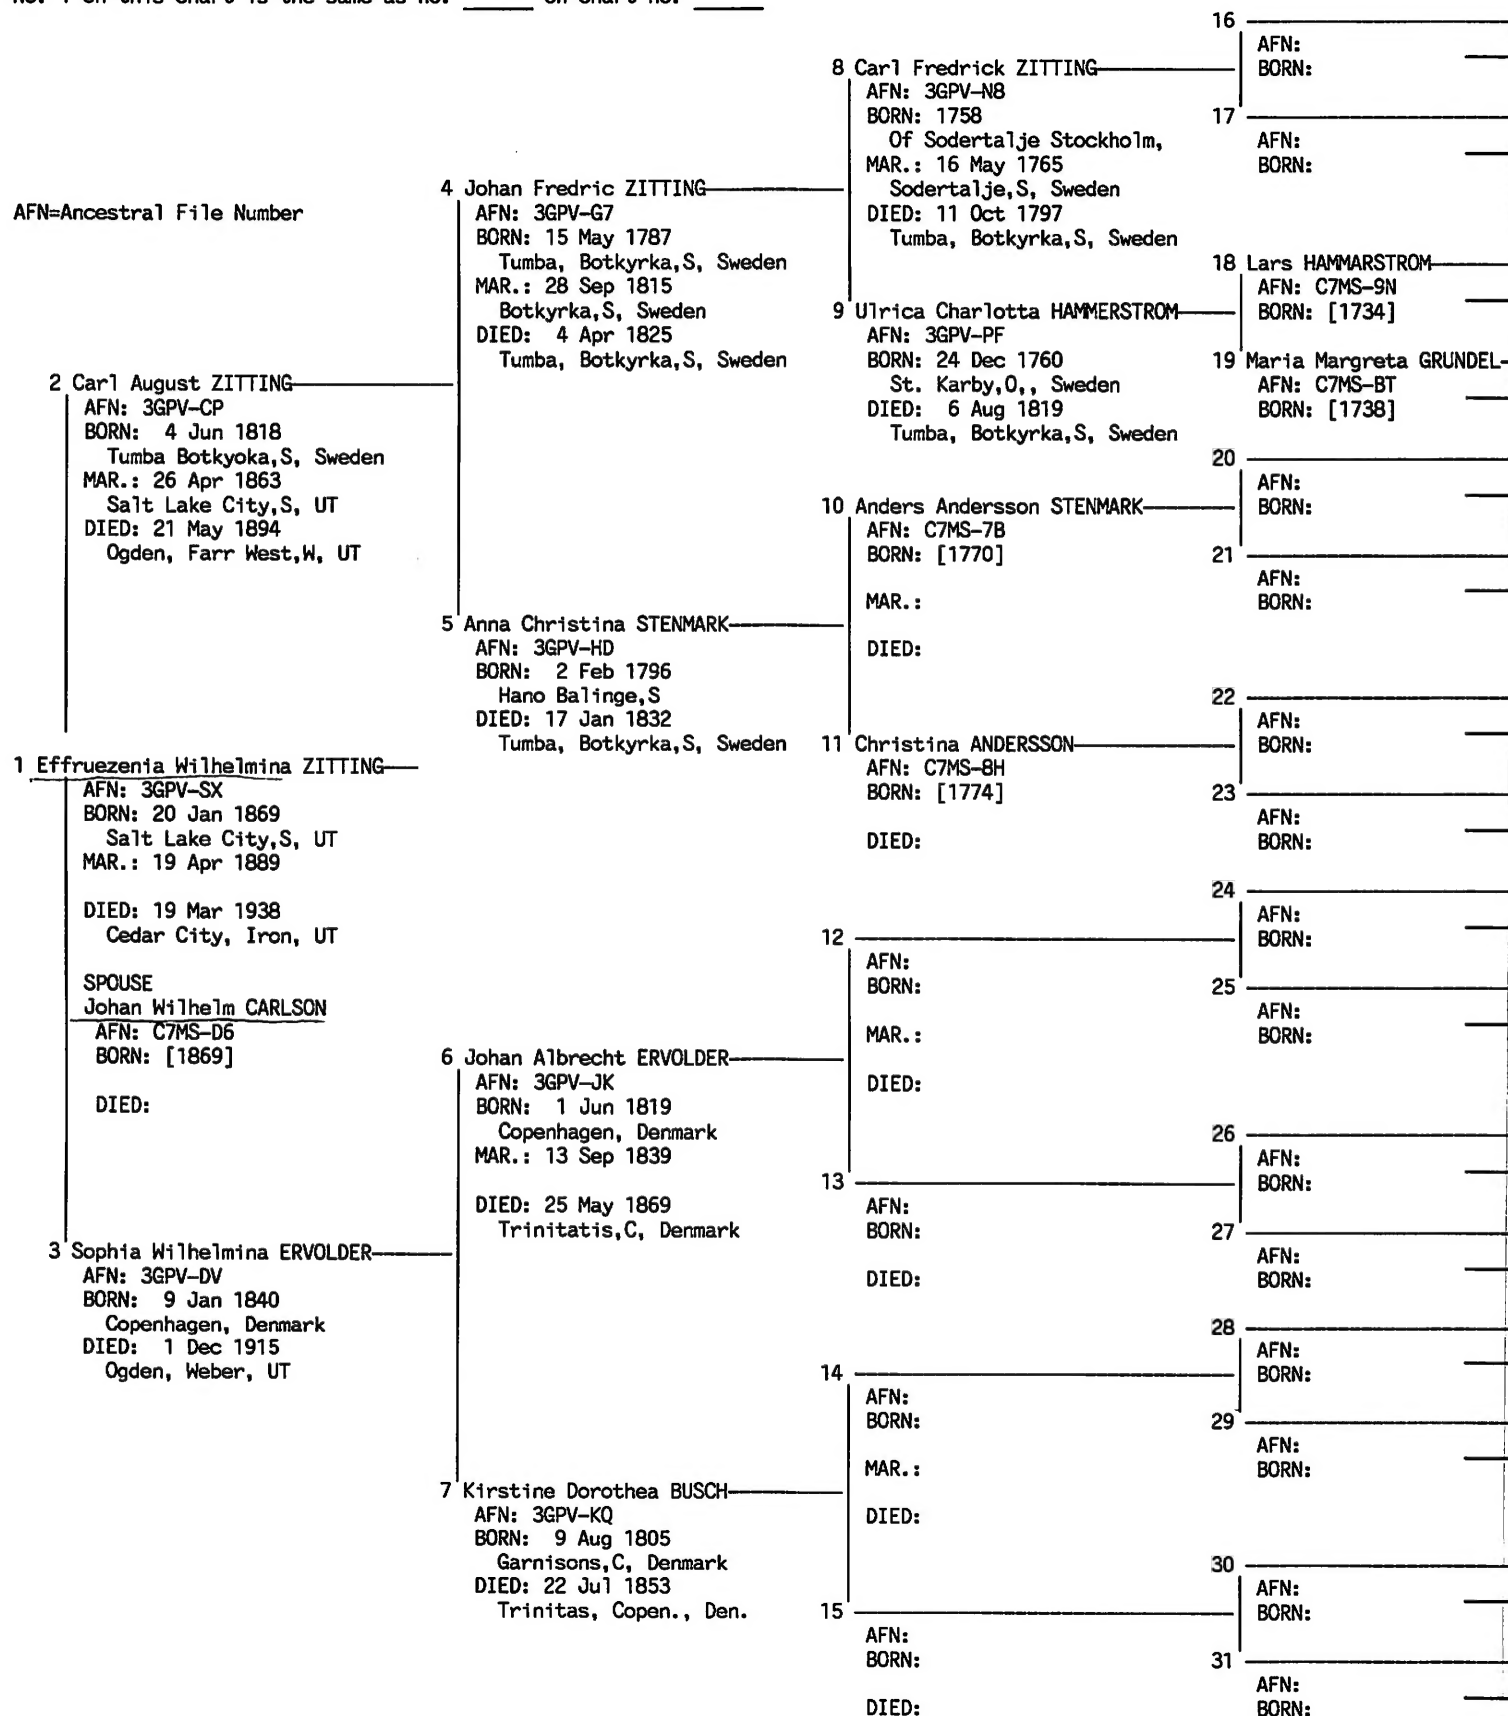 16
AFN:
BORN:
8 Carl Fredrick ZITTING
AFN: 3GPV-N8
BORN: 1758
Of Sodertalje Stockholm,
MAR.: 16 May 1765
Sodertalje,S, Sweden
DIED: 11 Oct 1797
Tumba, Botkyrka,S, Sweden
17
AFN:
BORN:
4 Johan Fredric ZITTING
AFN: 3GPV-G7
BORN: 15 May 1787
Tumba, Botkyrka,S, Sweden
MAR.: 28 Sep 1815
Botkyrka,S, Sweden
DIED: 4 Apr 1825
Tumba, Botkyrka,S, Sweden
AFN=Ancestral File Number
18 Lars HAMMARSTROM
AFN: C7MS-9N
BORN: [1734]
9 Ulrica Charlotta HAMMERSTROM
AFN: 3GPV-PF
BORN: 24 Dec 1760
St. Karby,O,, Sweden
DIED: 6 Aug 1819
Tumba, Botkyrka,S, Sweden
19 Maria Margreta GRUNDEL
AFN: C7MS-BT
BORN: [1738]
2 Carl August ZITTING
AFN: 3GPV-CP
BORN: 4 Jun 1818
Tumba Botkyoka,S, Sweden
MAR.: 26 Apr 1863
Salt Lake City,S, UT
DIED: 21 May 1894
Ogden, Farr West,W, UT
20
AFN:
BORN:
10 Anders Andersson STENMARK
AFN: C7MS-7B
BORN: [1770]
MAR.:
DIED:
21
AFN:
BORN:
5 Anna Christina STENMARK
AFN: 3GPV-HD
BORN: 2 Feb 1796
Hano Balinge,S
DIED: 17 Jan 1832
Tumba, Botkyrka,S, Sweden
22
AFN:
BORN:
11 Christina ANDERSSON
AFN: C7MS-8H
BORN: [1774]
DIED:
23
AFN:
BORN:
1 Effruezenia Wilhelmina ZITTING
AFN: 3GPV-SX
BORN: 20 Jan 1869
Salt Lake City,S, UT
MAR.: 19 Apr 1889
DIED: 19 Mar 1938
Cedar City, Iron, UT
SPOUSE
Johan Wilhelm CARLSON
AFN: C7MS-D6
BORN: [1869]
DIED:
24
AFN:
BORN:
12
AFN:
BORN:
MAR.:
DIED:
25
AFN:
BORN:
6 Johan Albrecht ERVOLDER
AFN: 3GPV-JK
BORN: 1 Jun 1819
Copenhagen, Denmark
MAR.: 13 Sep 1839
DIED: 25 May 1869
Trinitatis,C, Denmark
26
AFN:
BORN:
13
AFN:
BORN:
DIED:
27
AFN:
BORN:
3 Sophia Wilhelmina ERVOLDER
AFN: 3GPV-DV
BORN: 9 Jan 1840
Copenhagen, Denmark
DIED: 1 Dec 1915
Ogden, Weber, UT
28
AFN:
BORN:
14
AFN:
BORN:
MAR.:
DIED:
29
AFN:
BORN:
7 Kirstine Dorothea BUSCH
AFN: 3GPV-KQ
BORN: 9 Aug 1805
Garnisons,C, Denmark
DIED: 22 Jul 1853
Trinitas, Copen., Den.
30
AFN:
BORN:
15
AFN:
BORN:
DIED:
31
AFN:
BORN: